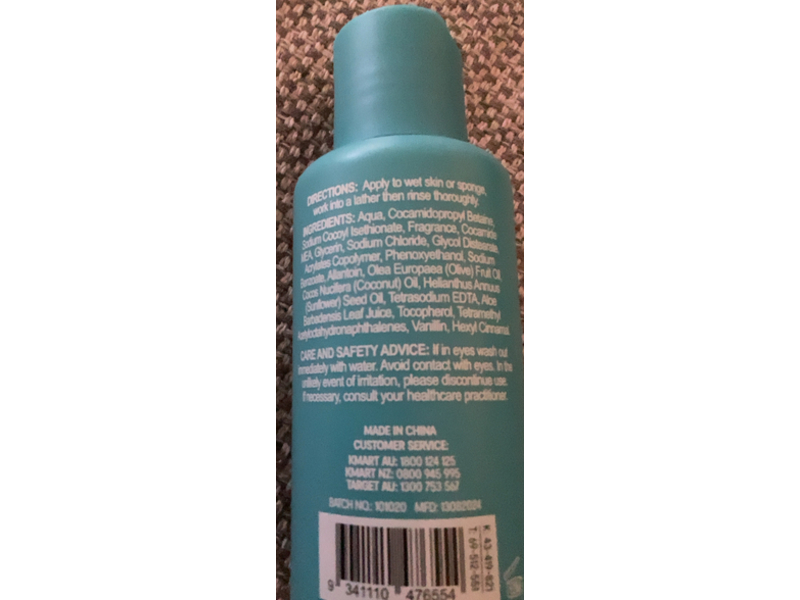 DIRECTIONS: Apply to wet skin or sponge,
work into a lather then rinse thoroughly.
INGREDIENTS: Aqua, Cocamidopropyl Betaine,
Sodium Cocoyl Isethionate, Fragrance, Cocamide
MEA, Glycerin, Sodium Chloride, Glycol Distearate,
Acrylates Copolymer, Phenoxyethanol, Sodium
Benzoate, Allantoin, Olea Europaea (Olive) Fruit Oil,
Cocos Nucifera (Coconut) Oil, Helianthus Annuus
(Sunflower) Seed Oil, Tetrasodium EDTA, Aloe
Barbadensis Leaf Juice, Tocopherol, Tetramethyl
Acetyloctahydronaphthalenes, Vanillin, Hexyl Cinnamal.
CARE AND SAFETY ADVICE: If in eyes wash out
immediately with water. Avoid contact with eyes. In the
unlikely event of irritation, please discontinue use.
If necessary, consult your healthcare practitioner.
MADE IN CHINA
CUSTOMER SERVICE:
KMART AU: 1800 124 125
KMART NZ: 0800 945 995
TARGET AU: 1300 753 567
BATCH NO.: 101020 MFD: 13082024
K: 43-419-821
T: 69-512-551
9 341110 476554